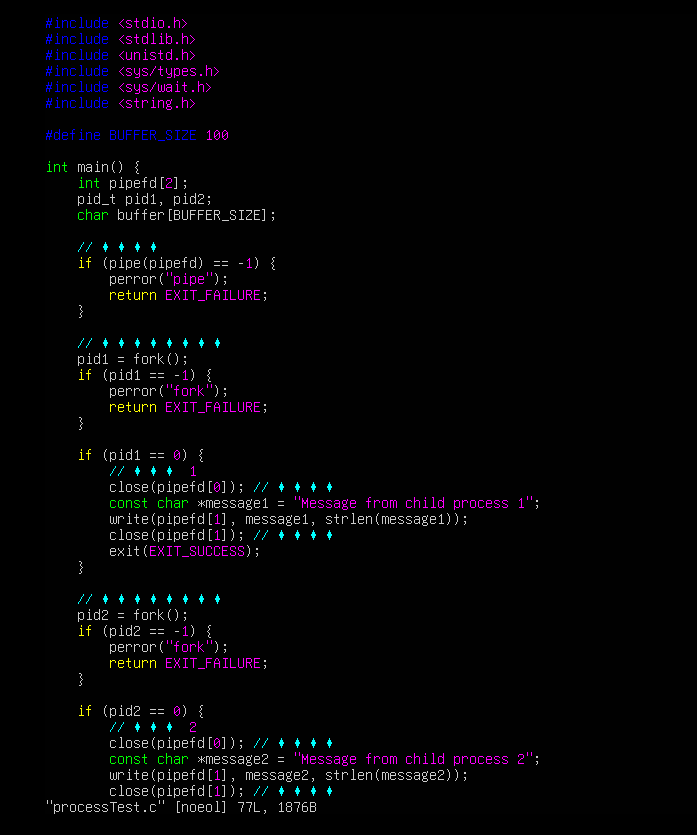 #include <stdio.h>
#include <stdlib.h>
#include <unistd.h>
#include <sys/types.h>
#include <sys/wait.h>
#include <string.h>
#define BUFFER_SIZE 100
int main() {
    int pipefd[2];
    pid_t pid1, pid2;
    char buffer[BUFFER_SIZE];
    // ♦ ♦ ♦ ♦
    if (pipe(pipefd) == -1) {
        perror("pipe");
        return EXIT_FAILURE;
    }
    // ♦ ♦ ♦ ♦ ♦ ♦ ♦ ♦
    pid1 = fork();
    if (pid1 == -1) {
        perror("fork");
        return EXIT_FAILURE;
    }
    if (pid1 == 0) {
        // ♦ ♦ ♦  1
        close(pipefd[0]); // ♦ ♦ ♦ ♦
        const char *message1 = "Message from child process 1";
        write(pipefd[1], message1, strlen(message1));
        close(pipefd[1]); // ♦ ♦ ♦ ♦
        exit(EXIT_SUCCESS);
    }
    // ♦ ♦ ♦ ♦ ♦ ♦ ♦ ♦
    pid2 = fork();
    if (pid2 == -1) {
        perror("fork");
        return EXIT_FAILURE;
    }
    if (pid2 == 0) {
        // ♦ ♦ ♦  2
        close(pipefd[0]); // ♦ ♦ ♦ ♦
        const char *message2 = "Message from child process 2";
        write(pipefd[1], message2, strlen(message2));
        close(pipefd[1]); // ♦ ♦ ♦ ♦
"processTest.c" [noeol] 77L, 1876B